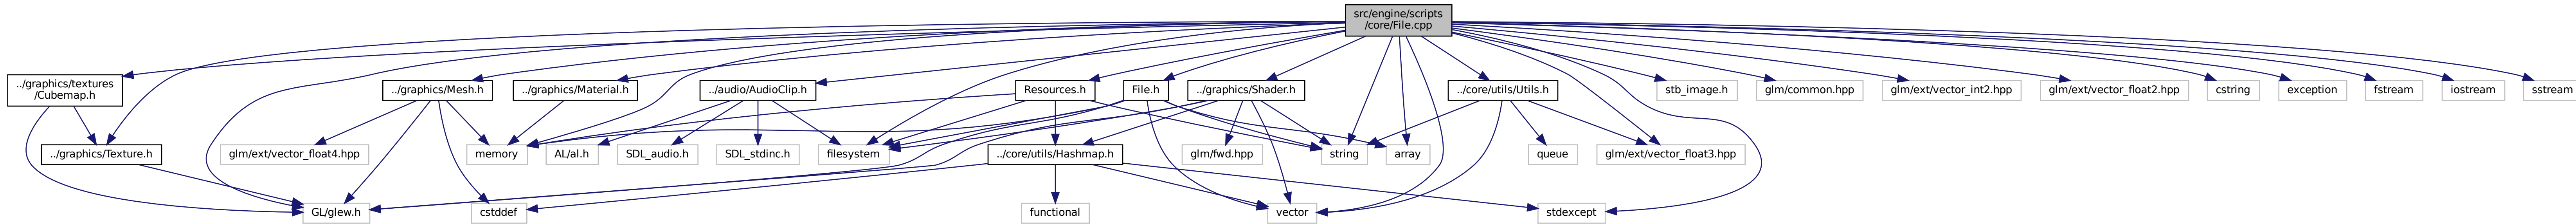 src/engine/scripts
/core/File.cpp
../graphics/textures
/Cubemap.h
../graphics/Mesh.h
../graphics/Material.h
../audio/AudioClip.h
Resources.h
File.h
../graphics/Shader.h
../core/utils/Utils.h
stb_image.h
glm/common.hpp
glm/ext/vector_int2.hpp
glm/ext/vector_float2.hpp
cstring
exception
fstream
iostream
sstream
../graphics/Texture.h
glm/ext/vector_float4.hpp
memory
AL/al.h
SDL_audio.h
SDL_stdinc.h
filesystem
../core/utils/Hashmap.h
glm/fwd.hpp
string
array
queue
glm/ext/vector_float3.hpp
GL/glew.h
cstddef
functional
vector
stdexcept